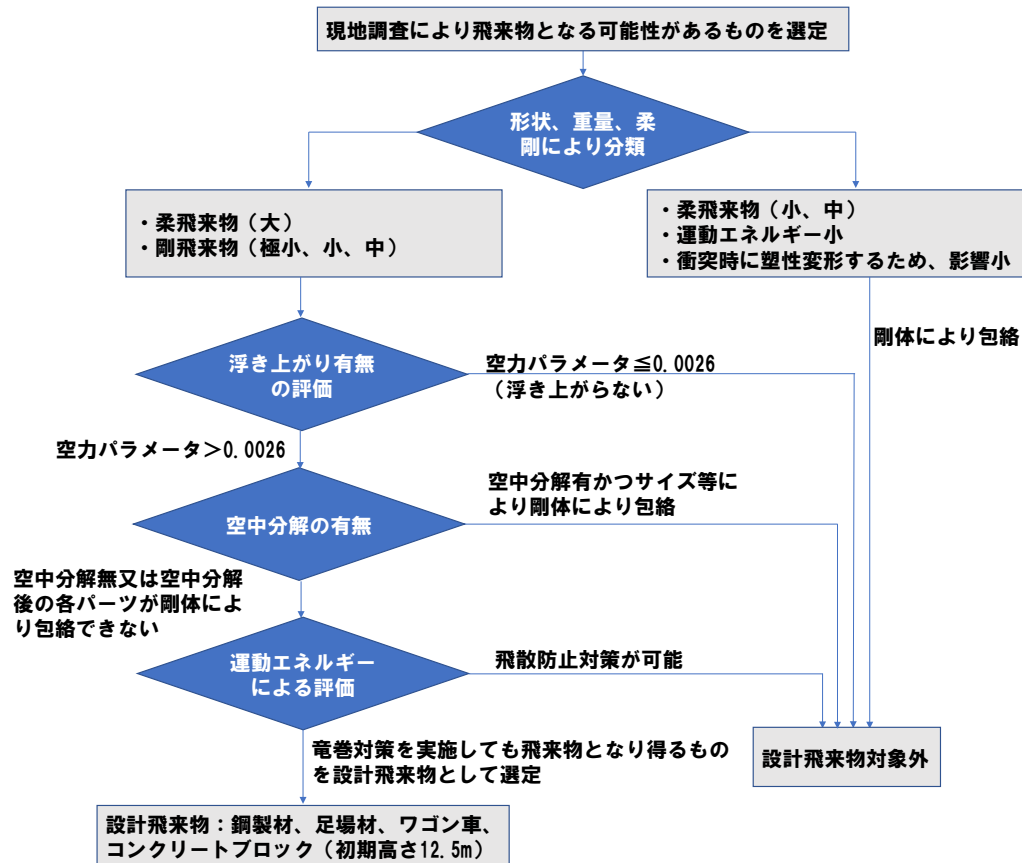 現地調査により飛来物となる可能性があるものを選定
形状、重量、柔
剛により分類
・柔飛来物（大）
・剛飛来物（極小、小、中）
・柔飛来物（小、中）
・運動エネルギー小
・衝突時に塑性変形するため、影響小
剛体により包絡
浮き上がり有無
の評価
空力パラメータ≦0.0026
（浮き上がらない）
空力パラメータ＞0.0026
空中分解の有無
空中分解有かつサイズ等に
より剛体により包絡
空中分解無又は空中分解
後の各パーツが剛体によ
り包絡できない
運動エネルギー
による評価
飛散防止対策が可能
竜巻対策を実施しても飛来物となり得るもの
を設計飛来物として選定
設計飛来物対象外
設計飛来物：鋼製材、足場材、ワゴン車、
コンクリートブロック（初期高さ12.5m）